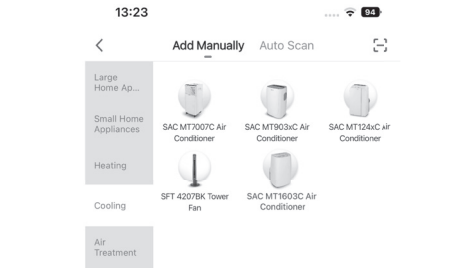 13:23
94
Add Manually Auto Scan
Large
Home Ap...
Small Home
Appliances
Heating
Cooling
Air
Treatment
SAC MT7007C Air
Conditioner
SAC MT903xC Air
Conditioner
SAC MT124xC Air
Conditioner
SFT 4207BK Tower
Fan
SAC MT1603C Air
Conditioner